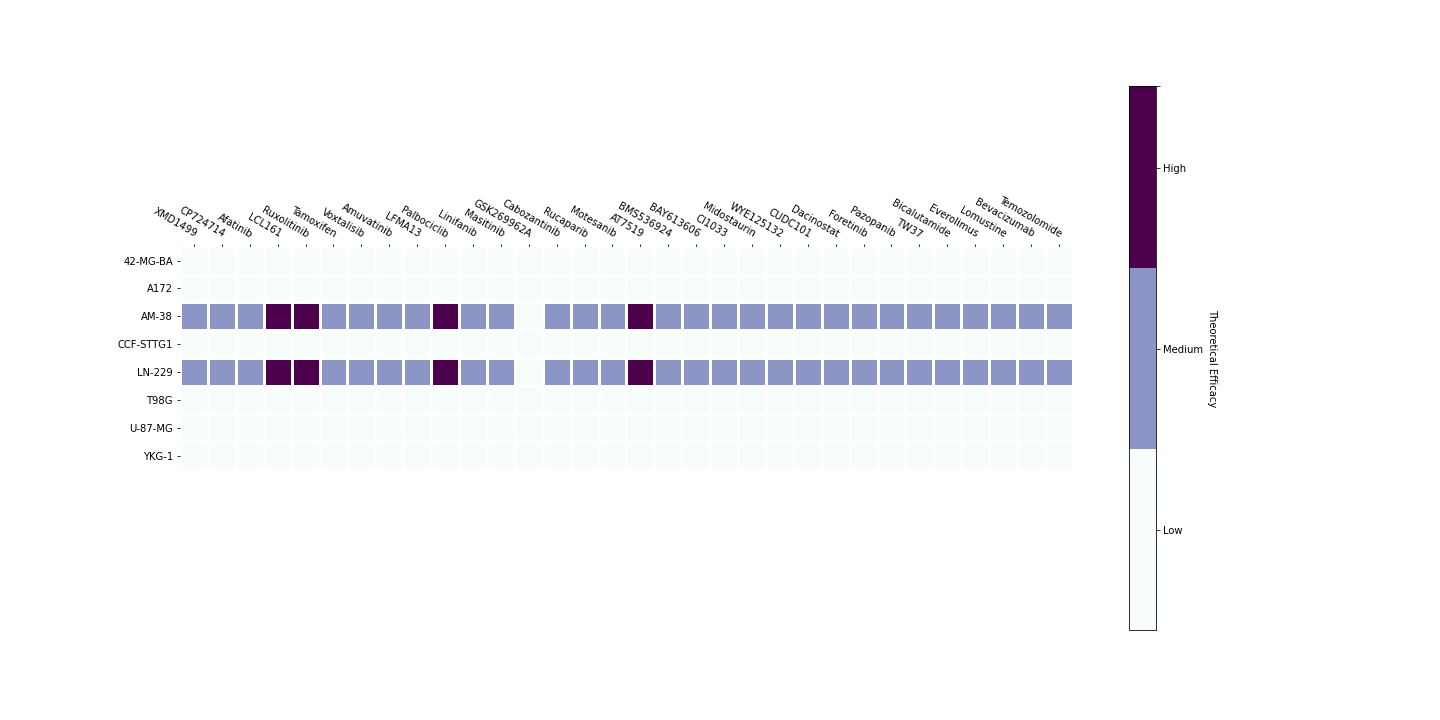 XMD1499
CP724714
Afatinib
LCL161
Ruxolitinib
Tamoxifen
Voxtalisib
Amuvatinib
LFMA13
Palbociclib
Linifanib
Masitinib
GSK269962A
Cabozantinib
Rucaparib
Motesanib
AT7519
BMS536924
BAY613606
CI1033
Midostaurin
WYE125132
CUDC101
Dacinostat
Foretinib
Pazopanib
TW37
Bicalutamide
Everolimus
Lomustine
Bevacizumab
Temozolomide
42-MG-BA
A172
AM-38
CCF-STTG1
LN-229
T98G
U-87-MG
YKG-1
High
Medium
Low
Theoretical Efficacy